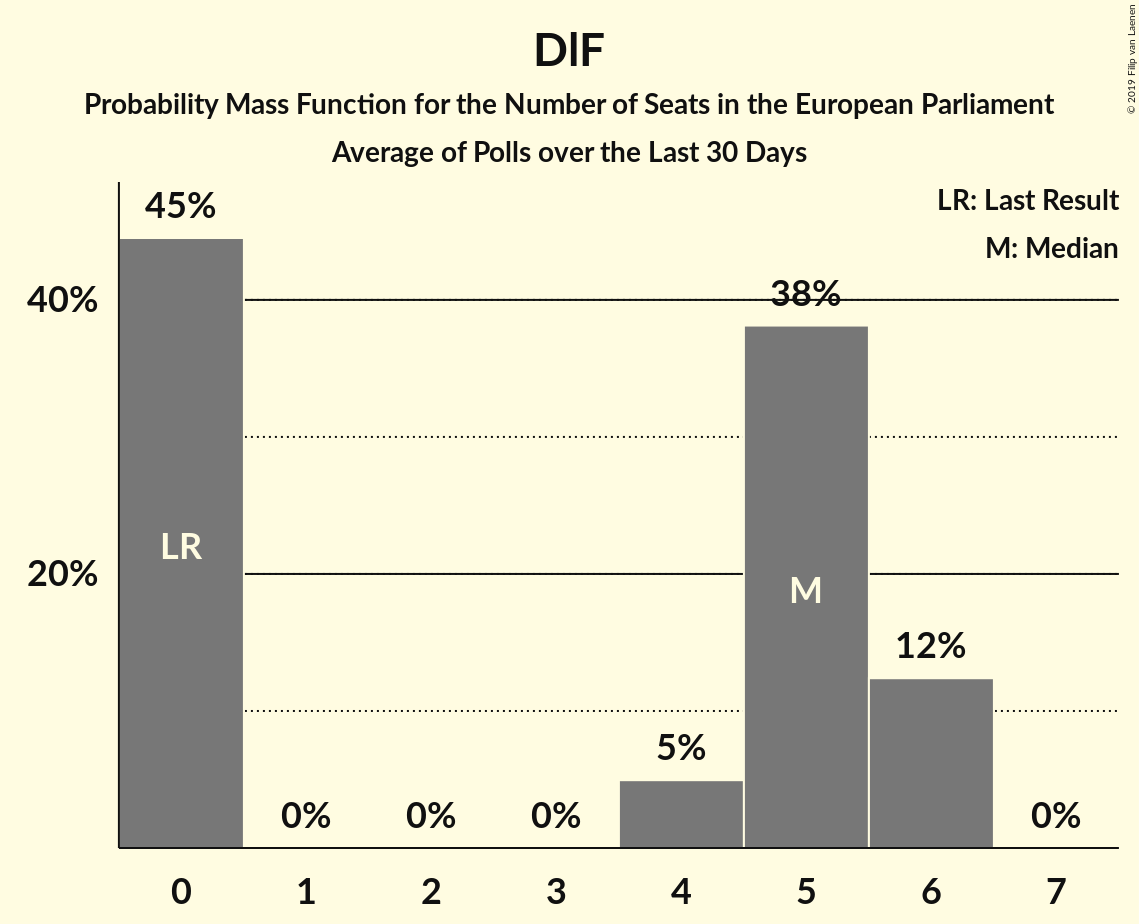 DlF
Probability Mass Function for the Number of Seats in the European Parliament
Average of Polls over the Last 30 Days
© 2019 Filip van Laenen
LR: Last Result
M: Median
45%
40%
38%
LR
20%
M
12%
5%
0%
0%
0%
0%
0 1 2 3 4 5 6 7